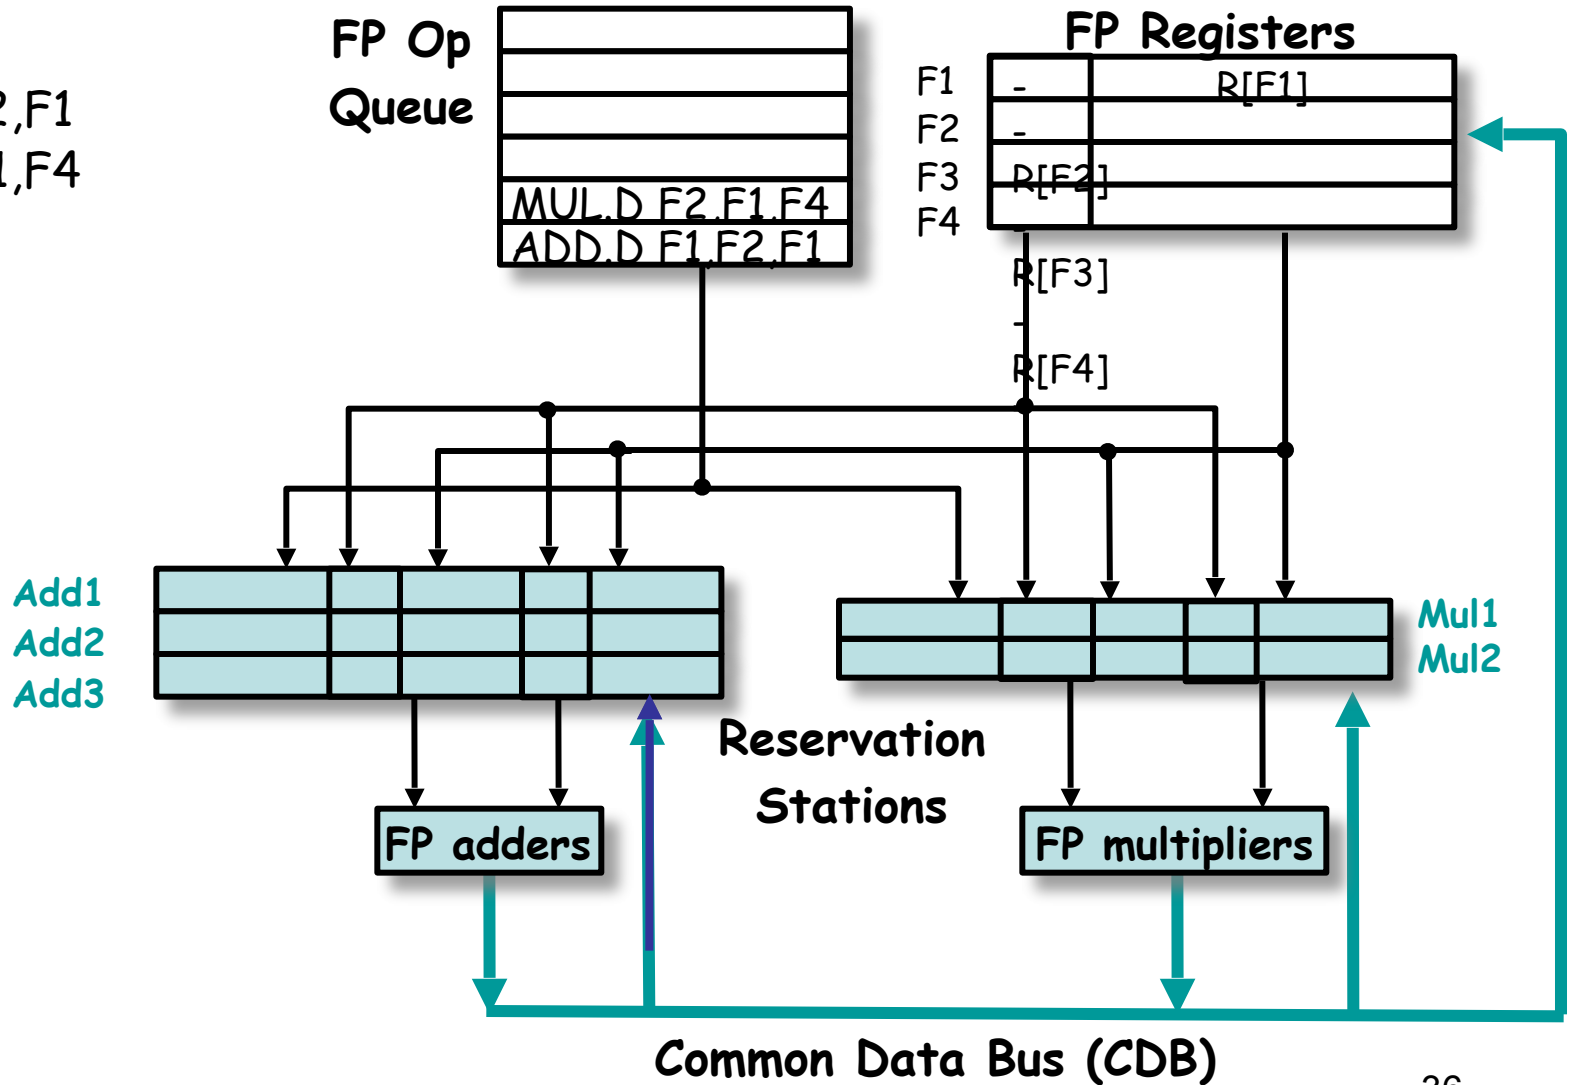 FP Op
Queue
2,F1
1,F4
MUL.D F2,F1,F4
ADD.D F1,F2,F1
FP Registers
F1 - R[F1]
F2 -
F3 R[F2]
F4 -
R[F3]
-
R[F4]
Add1
Add2
Add3
Mul1
Mul2
Reservation
Stations
FP adders
FP multipliers
Common Data Bus (CDB)